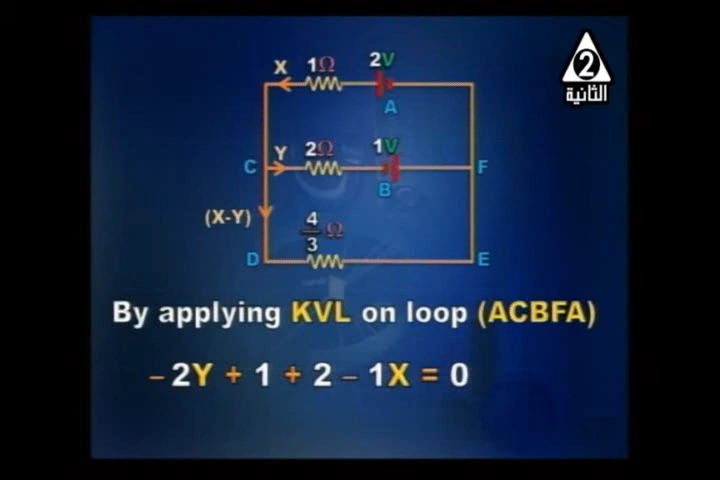 2
الثانية
X 1Ω 2V
A
C Y 2Ω 1V F
B
(X-Y) 4/3 Ω
D E
By applying KVL on loop (ACBFA)
– 2Y + 1 + 2 – 1X = 0